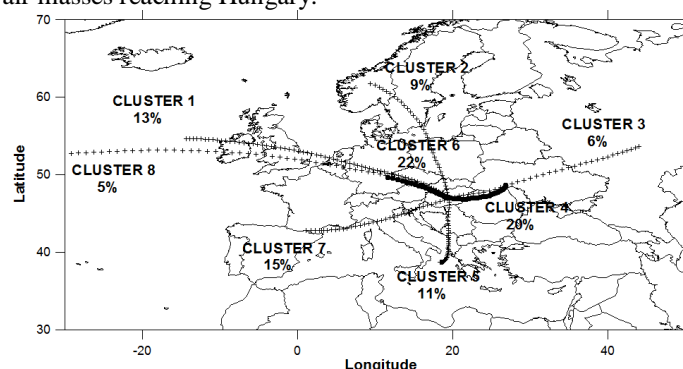 air masses reaching Hungary.
70
60
50
40
30
Latitude
CLUSTER 2
9%
CLUSTER 1
13%
CLUSTER 3
6%
CLUSTER 6
22%
CLUSTER 8
5%
CLUSTER 4
20%
CLUSTER 7
15%
CLUSTER 5
11%
-20
0
20
40
Longitude